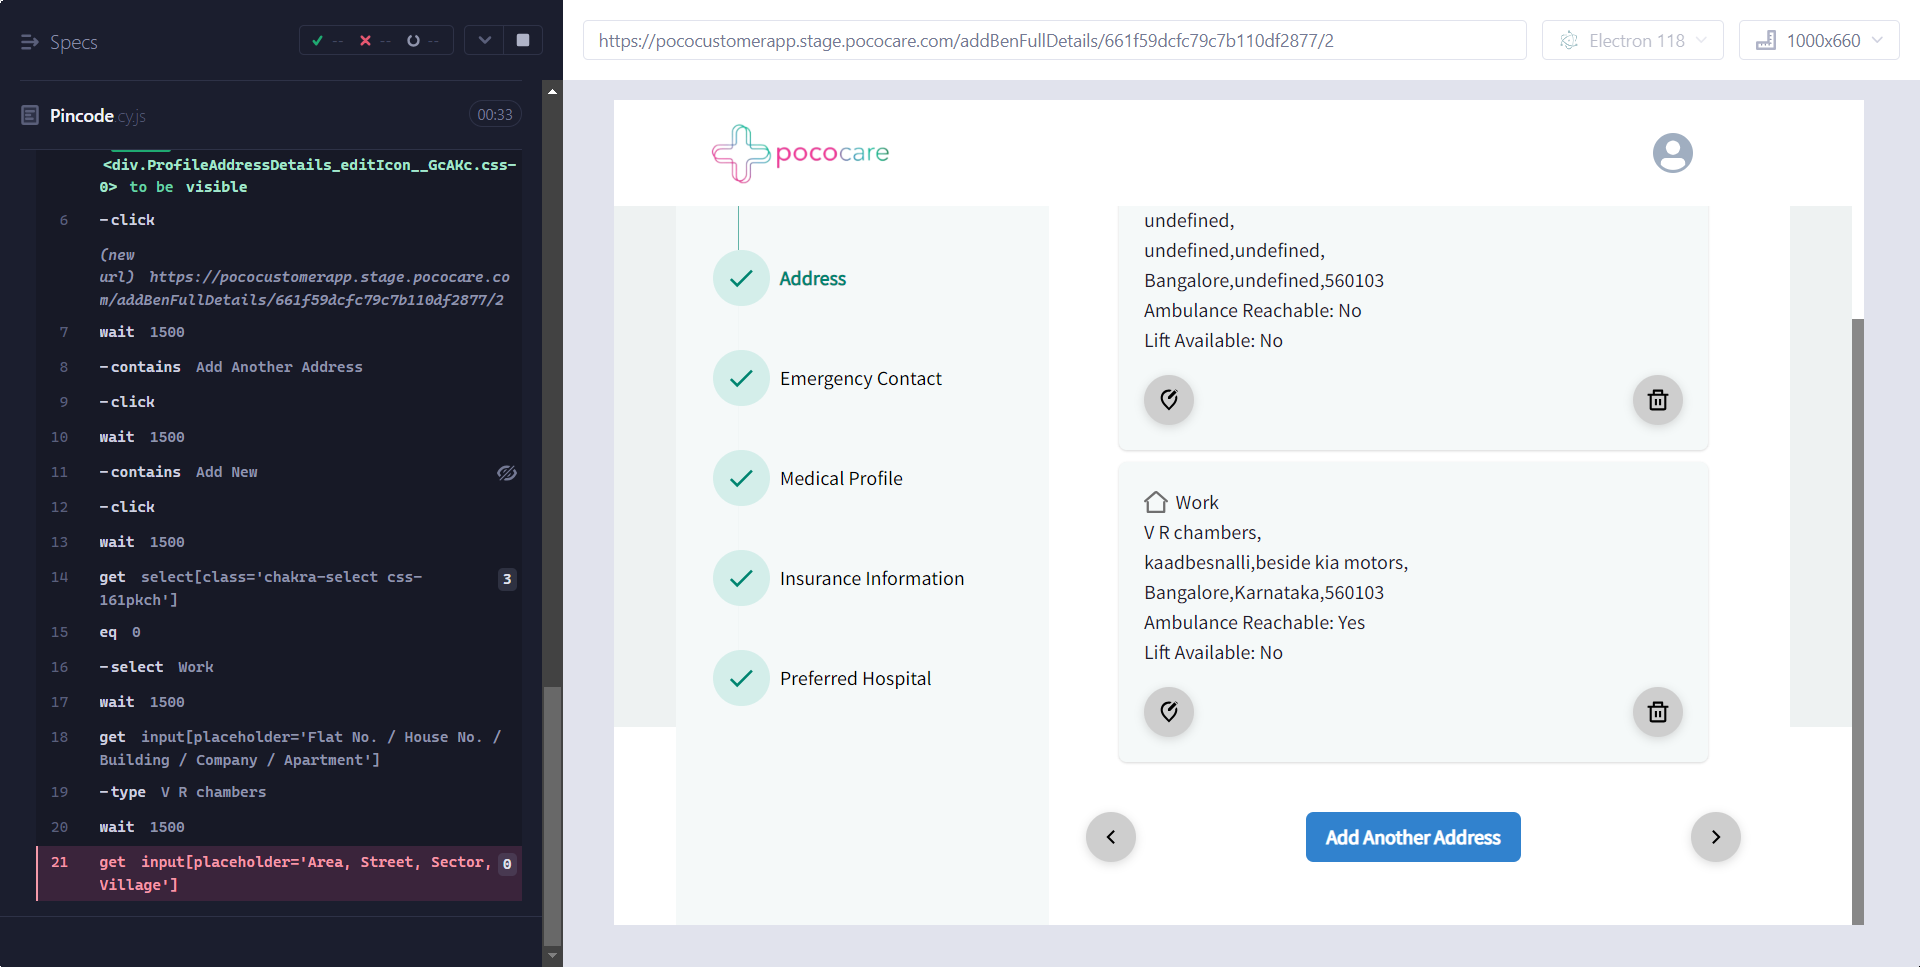 Specs
--
--
--
https://pococustomerapp.stage.pococare.com/addBenFullDetails/661f59dcfc79c7b110df2877/2
Electron 118
1000x660
Pincode.cy.js
00:33
<div.ProfileAddressDetails_editIcon__GcAKc.css-
0> to be visible
6 -click
(new
url) https://pococustomerapp.stage.pococare.co
m/addBenFullDetails/661f59dcfc79c7b110df2877/2
7 wait 1500
8 -contains Add Another Address
9 -click
10 wait 1500
11 -contains Add New
12 -click
13 wait 1500
14 get select[class='chakra-select css-
161pkch'] 3
15 eq 0
16 -select Work
17 wait 1500
18 get input[placeholder='Flat No. / House No. /
Building / Company / Apartment']
19 -type V R chambers
20 wait 1500
21 get input[placeholder='Area, Street, Sector,
Village'] 0
pococare
Address
Emergency Contact
Medical Profile
Insurance Information
Preferred Hospital
undefined,
undefined,undefined,
Bangalore,undefined,560103
Ambulance Reachable: No
Lift Available: No
Work
V R chambers,
kaadbesnalli,beside kia motors,
Bangalore,Karnataka,560103
Ambulance Reachable: Yes
Lift Available: No
Add Another Address